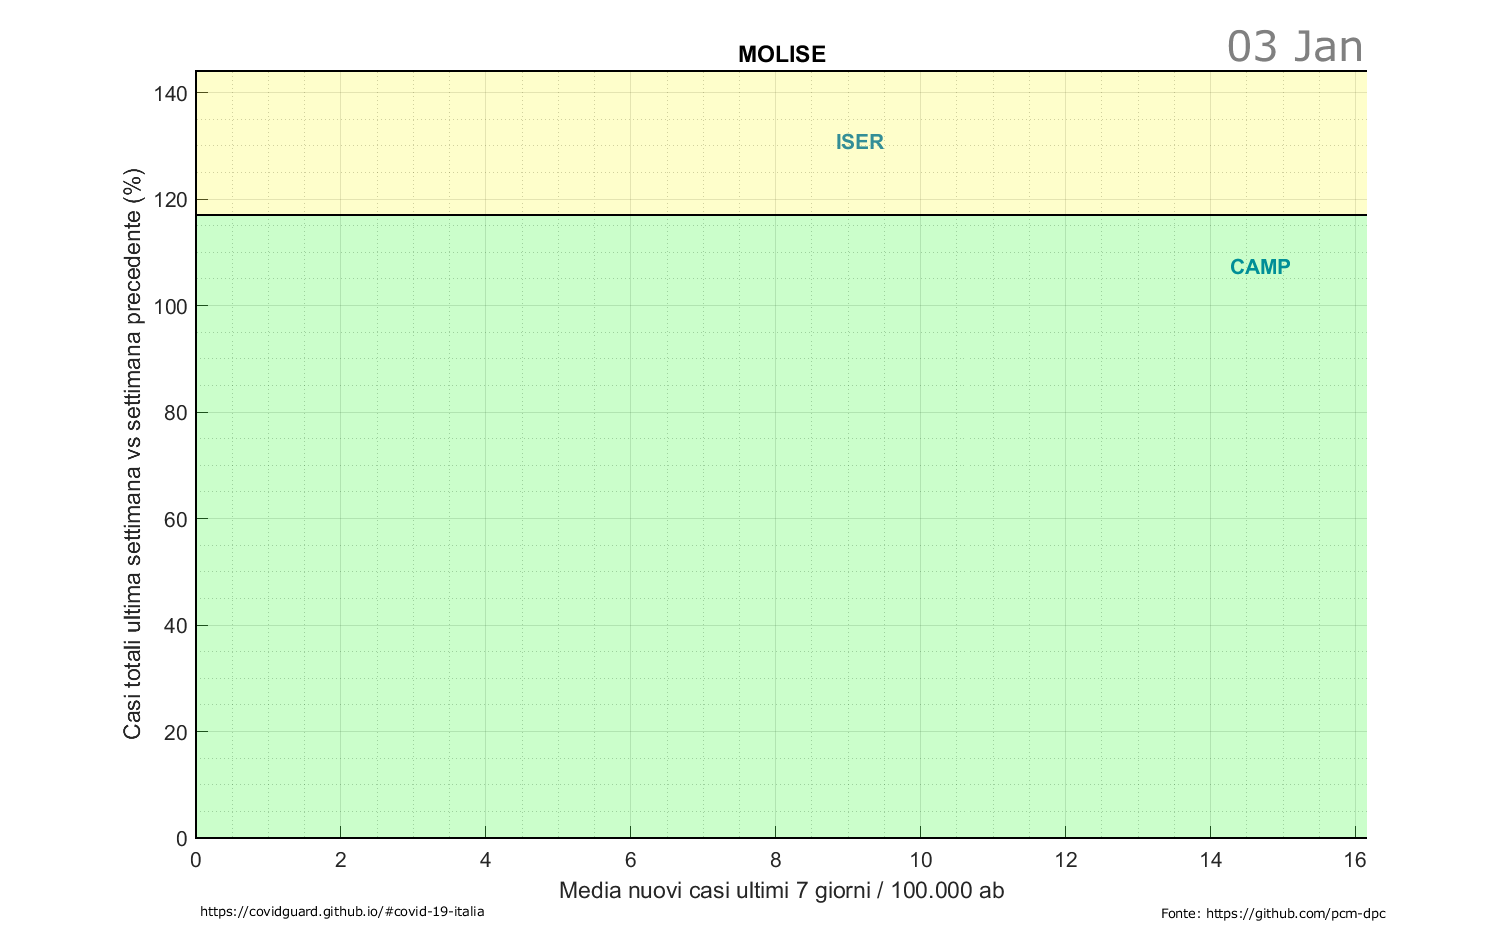 03 Jan
MOLISE
140
ISER
120
CAMP
100
80
60
40
20
0
Casi totali ultima settimana vs settimana precedente (%)
0 2 4 6 8 10 12 14 16
Media nuovi casi ultimi 7 giorni / 100.000 ab
https://covidguard.github.io/#covid-19-italia
Fonte: https://github.com/pcm-dpc